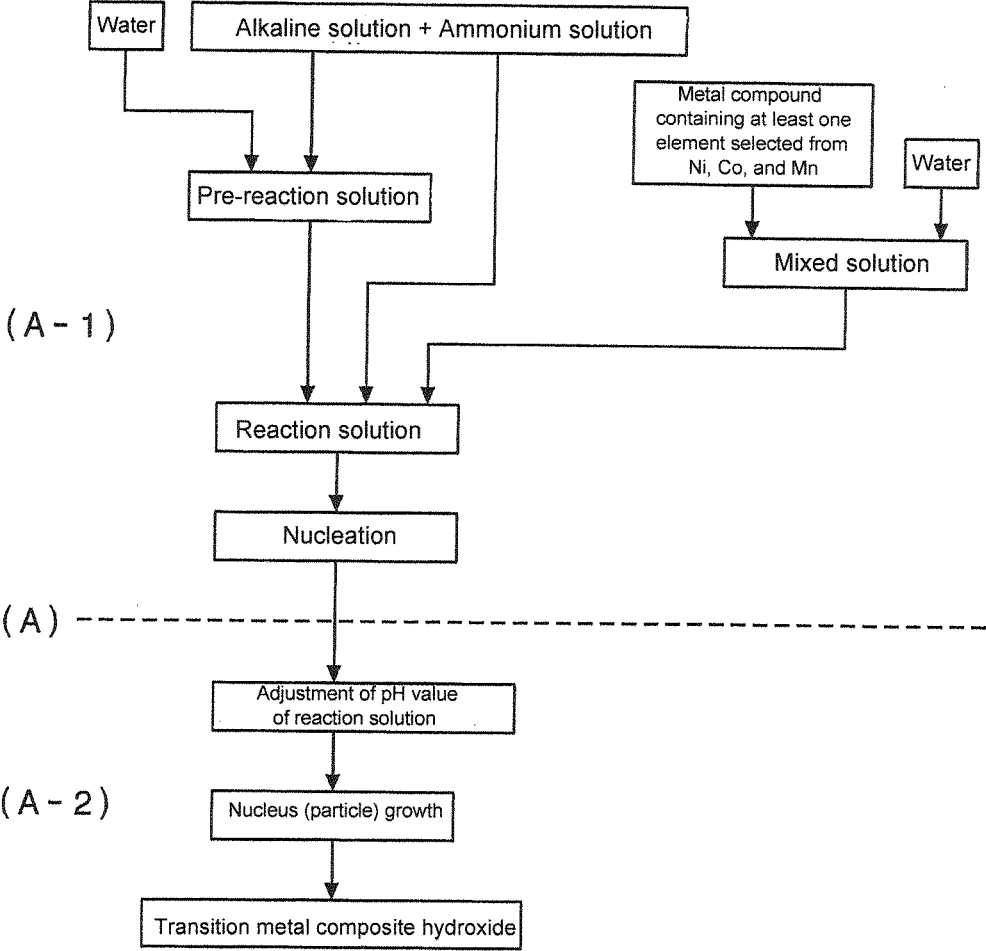 Water
Alkaline solution + Ammonium solution
Metal compound
containing at least one
element selected from
Ni, Co, and Mn
Water
Pre-reaction solution
Mixed solution
(A-1)
Reaction solution
Nucleation
(A)
Adjustment of pH value
of reaction solution
(A-2)
Nucleus (particle) growth
Transition metal composite hydroxide